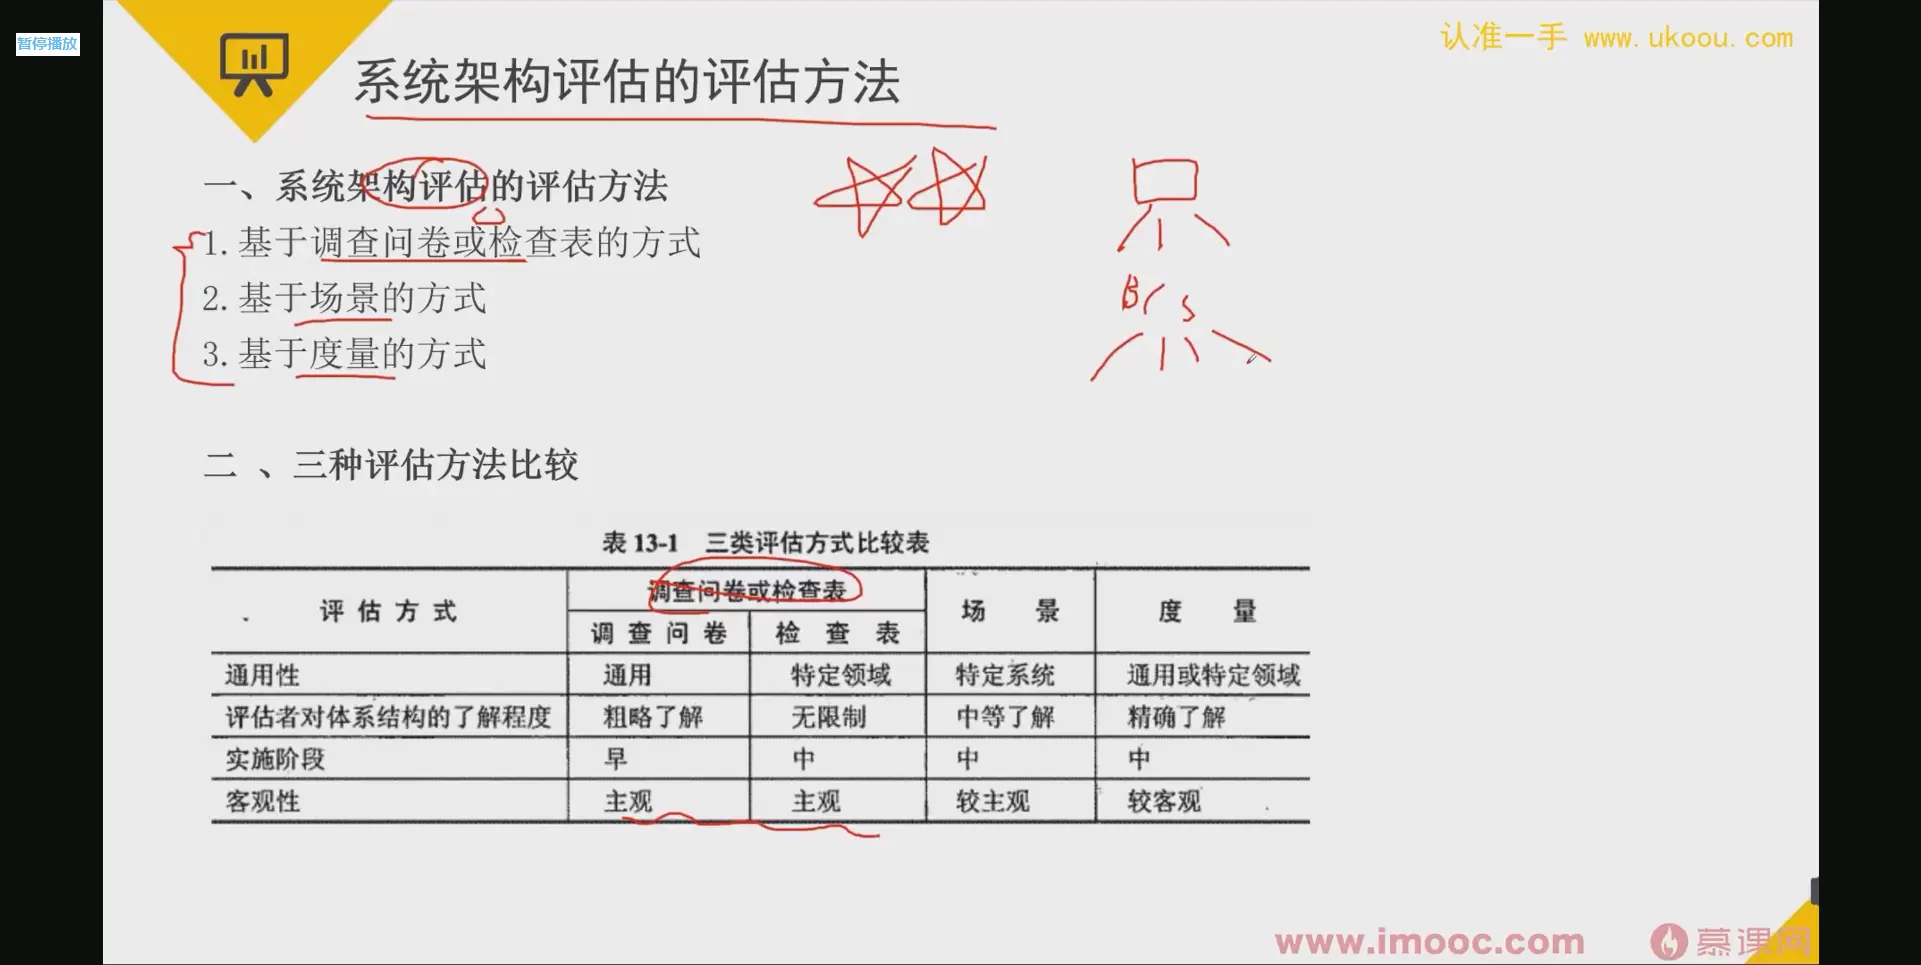 暂停播放
认准一手 www.ukoou.com
系统架构评估的评估方法
一、系统架构评估的评估方法
1.基于调查问卷或检查表的方式
2.基于场景的方式
3.基于度量的方式
B/S
二 、三种评估方法比较
表 13-1 三类评估方式比较表
评估方式 调查问卷或检查表 场景 度量
调查问卷 检查表
通用性 通用 特定领域 特定系统 通用或特定领域
评估者对体系结构的了解程度 粗略了解 无限制 中等了解 精确了解
实施阶段 早 中 中 中
客观性 主观 主观 较主观 较客观
www.imooc.com 慕课网